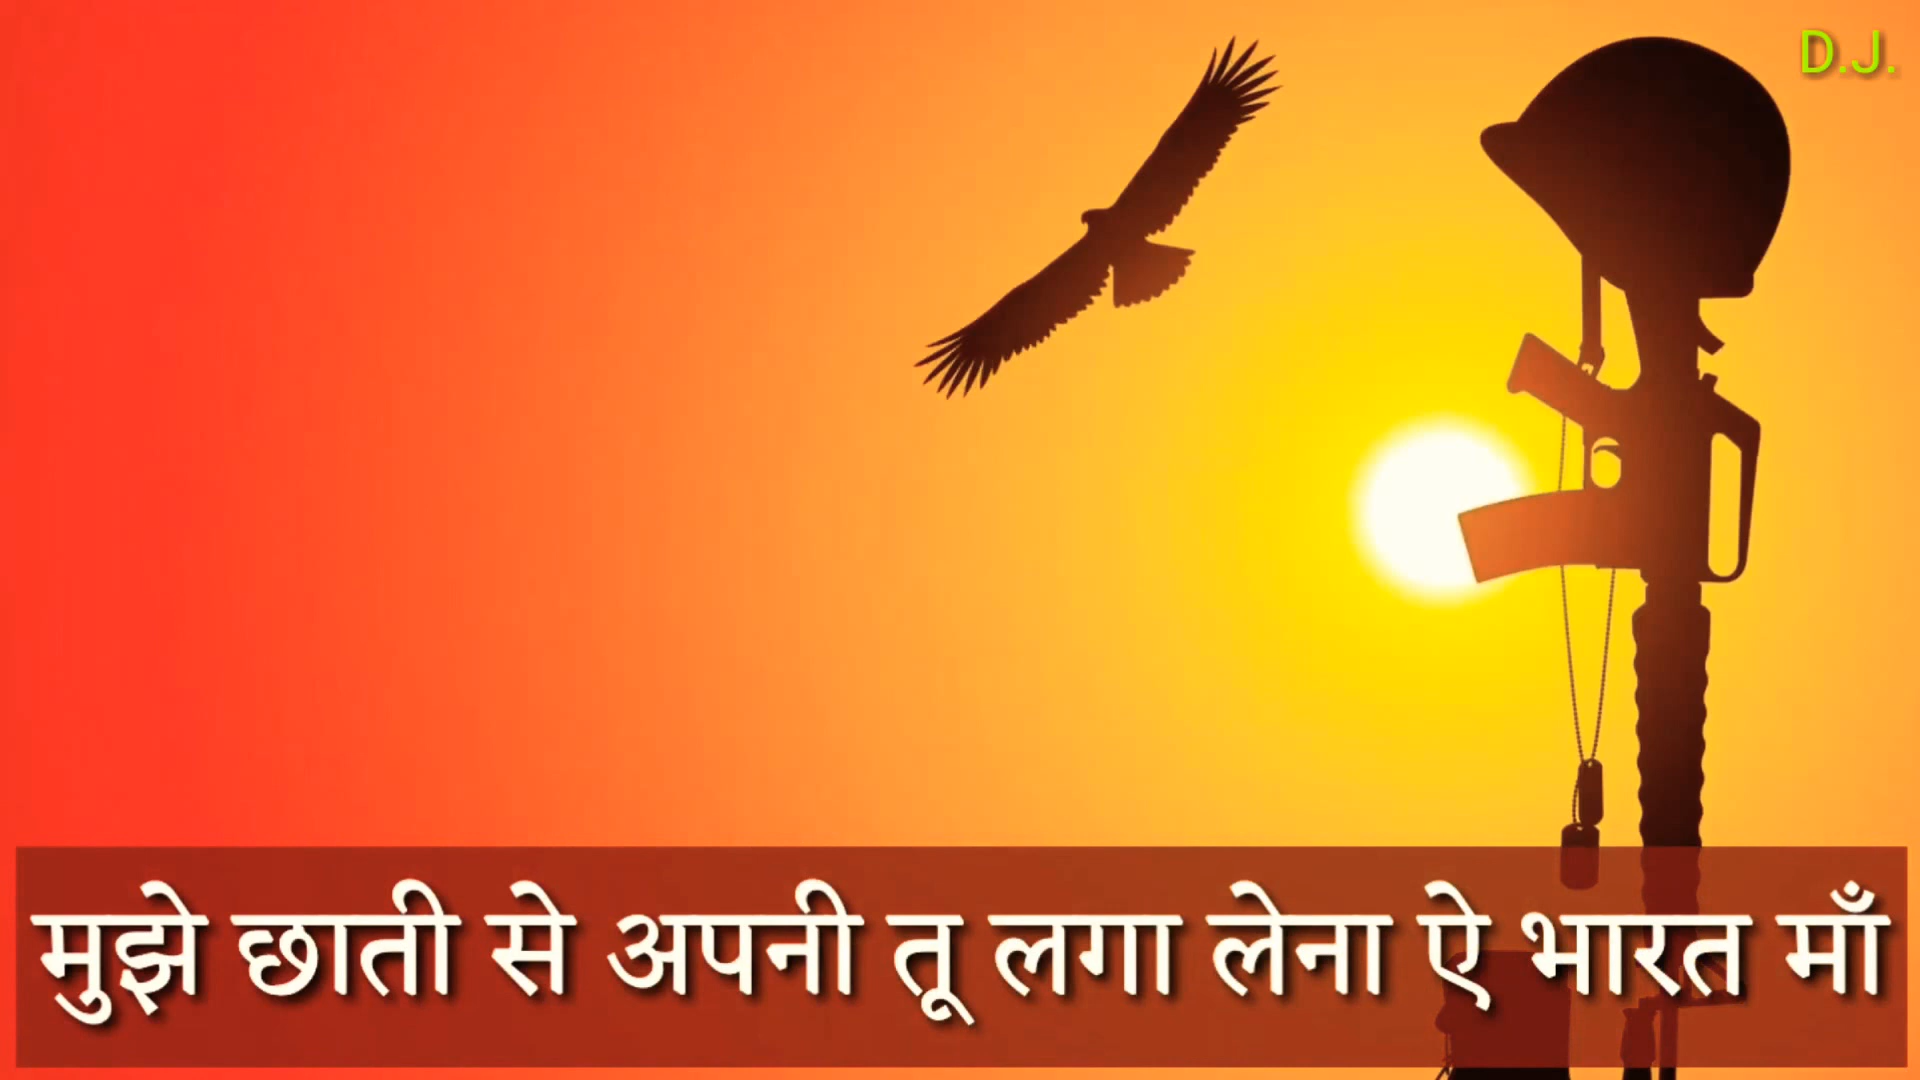 D.J.
मुझे छाती से अपनी तू लगा लेना ऐ भारत माँ